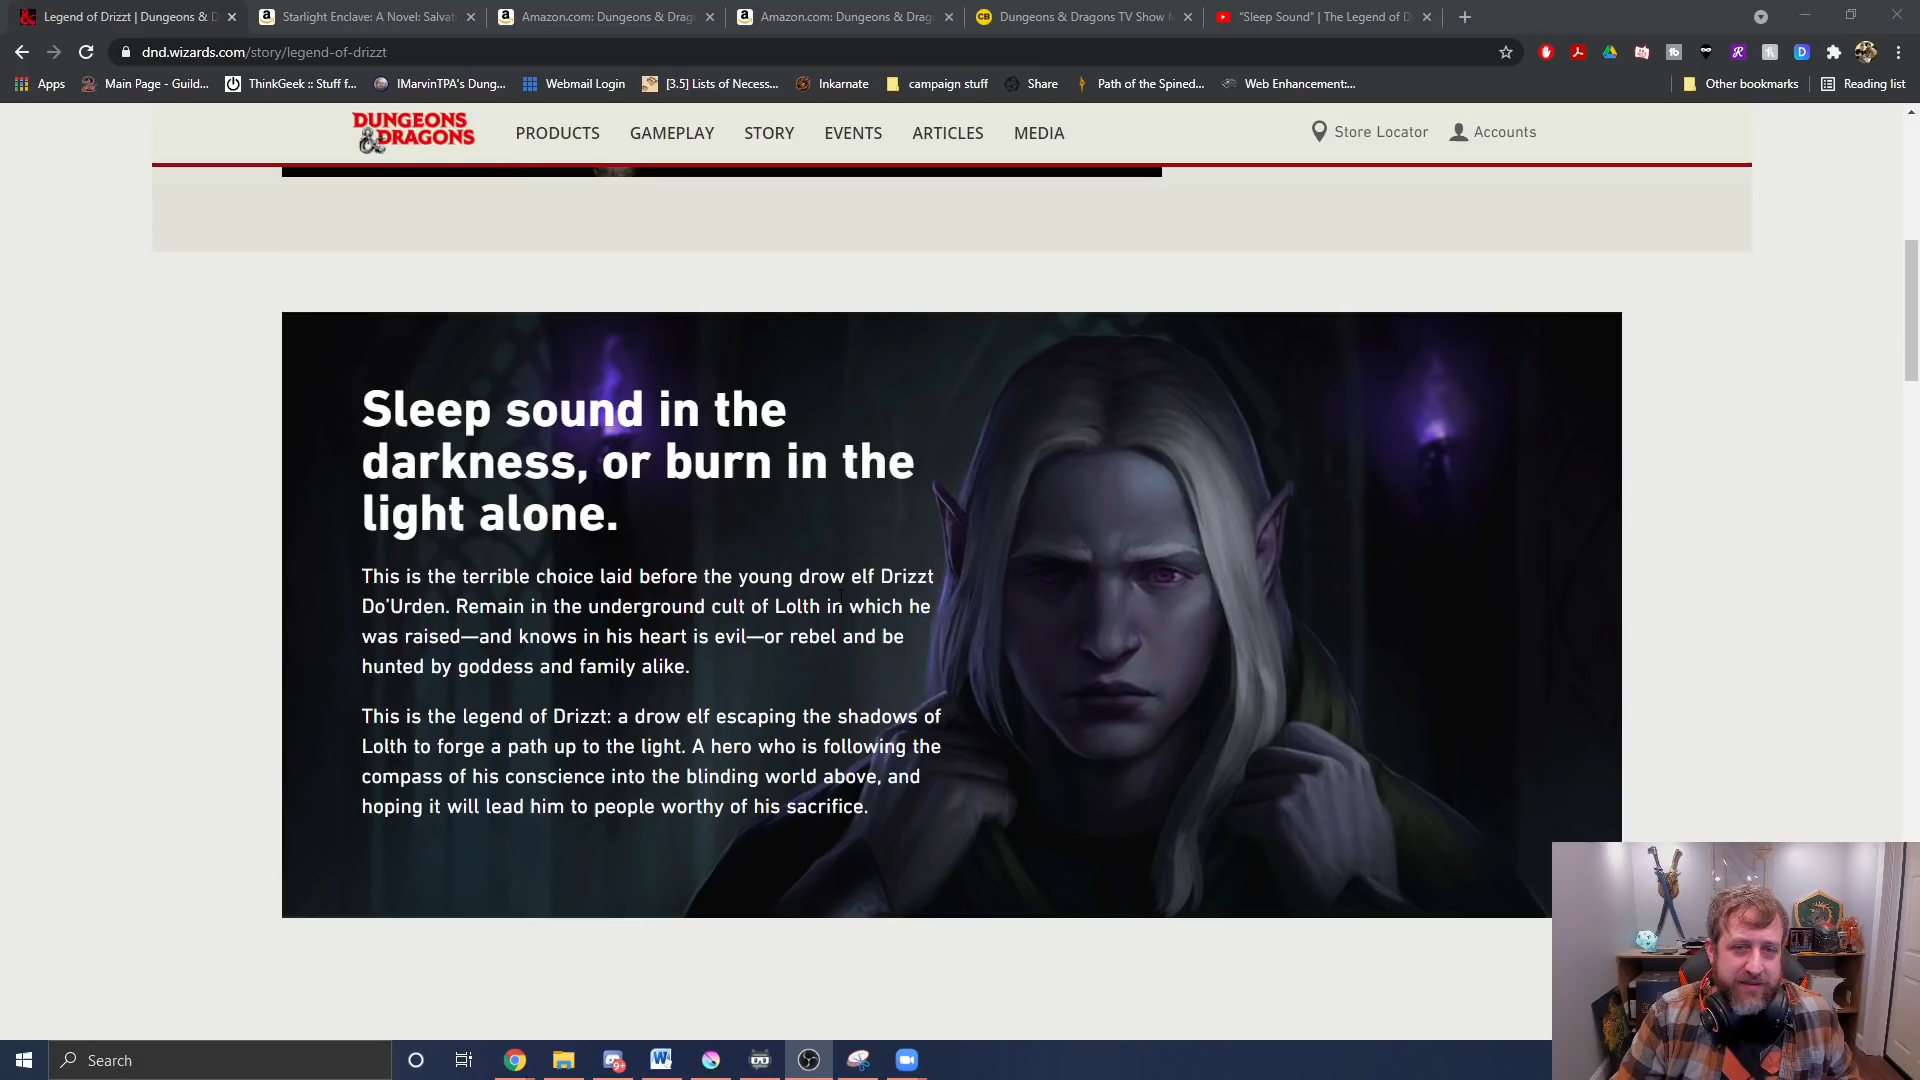 Legend of Drizzt | Dungeons & D
Starlight Enclave: A Novel: Salvat
Amazon.com: Dungeons & Drag
Amazon.com: Dungeons & Drag
CB
Dungeons & Dragons TV Show
"Sleep Sound" | The Legend of D
dnd.wizards.com/story/legend-of-drizzt
Apps
Main Page - Guild...
ThinkGeek :: Stuff f...
IMarvinTPA's Dung...
Webmail Login
[3.5] Lists of Necess...
Inkarnate
campaign stuff
Share
Path of the Spined...
Web Enhancement:...
Other bookmarks
Reading list
DUNGEONS & DRAGONS
PRODUCTS
GAMEPLAY
STORY
EVENTS
ARTICLES
MEDIA
Store Locator
Accounts
Sleep sound in the
darkness, or burn in the
light alone.
This is the terrible choice laid before the young drow elf Drizzt
Do’Urden. Remain in the underground cult of Lolth in which he
was raised—and knows in his heart is evil—or rebel and be
hunted by goddess and family alike.
This is the legend of Drizzt: a drow elf escaping the shadows of
Lolth to forge a path up to the light. A hero who is following the
compass of his conscience into the blinding world above, and
hoping it will lead him to people worthy of his sacrifice.
Search
9+